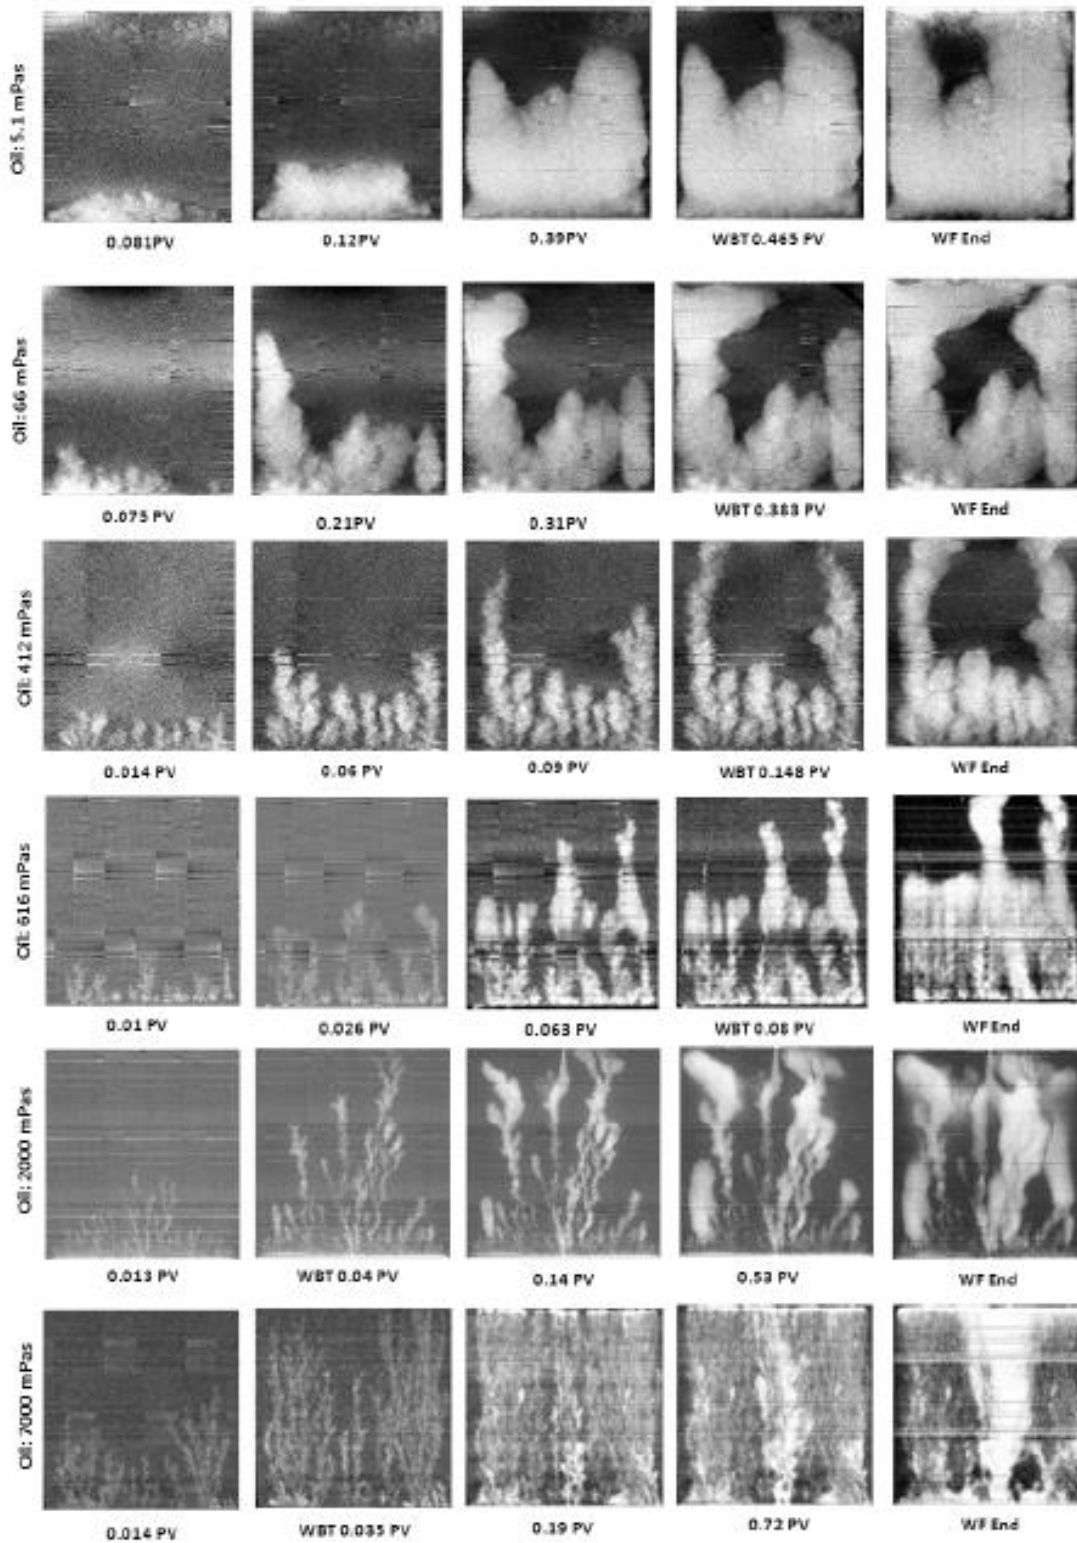 Oil: 5.1 mPas
0.081PV 0.12PV 0.39PV WBT 0.465 PV WF End
Oil: 66 mPas
0.075 PV 0.21PV 0.31PV WBT 0.383 PV WF End
Oil: 412 mPas
0.014 PV 0.06 PV 0.09 PV WBT 0.148 PV WF End
Oil: 616 mPas
0.01 PV 0.026 PV 0.063 PV WBT 0.08 PV WF End
Oil: 2000 mPas
0.013 PV WBT 0.04 PV 0.14 PV 0.53 PV WF End
Oil: 7000 mPas
0.014 PV WBT 0.035 PV 0.19 PV 0.72 PV WF End